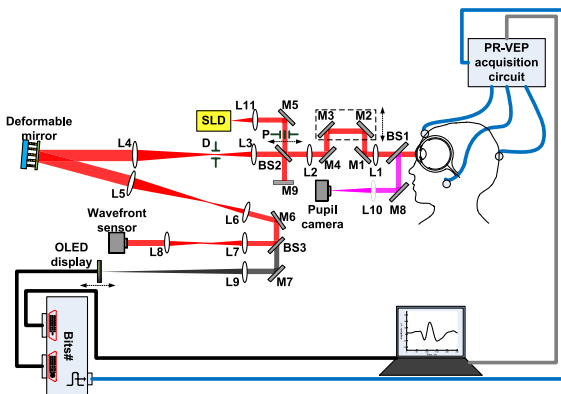 PR-VEP
acquisition
circuit
M5
L11
SLD
M3
M2
P
BS1
Deformable
mirror
L4
D
L3
BS2
L2
M4
M1
L1
L5
M9
Pupil
camera
L10
M8
Wavefront
sensor
L6
M6
OLED
display
L8
L7
BS3
L9
M7
Bits#